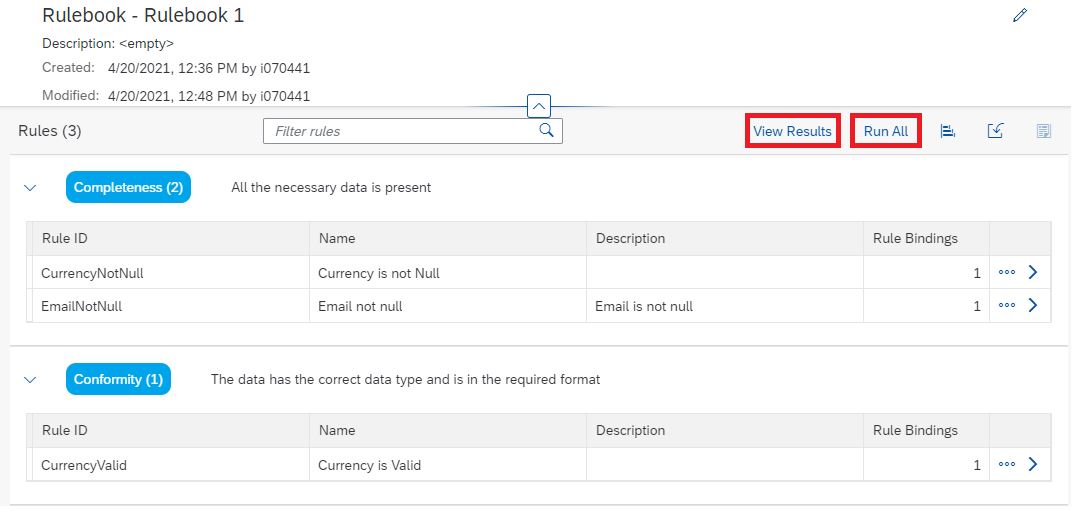 Rulebook - Rulebook 1
Description: <empty>
Created: 4/20/2021, 12:36 PM by i070441
Modified: 4/20/2021, 12:48 PM by i070441
Rules (3) Filter rules View Results Run All
Completeness (2) All the necessary data is present
Rule ID Name Description Rule Bindings
CurrencyNotNull Currency is not Null 1
EmailNotNull Email not null Email is not null 1
Conformity (1) The data has the correct data type and is in the required format
Rule ID Name Description Rule Bindings
CurrencyValid Currency is Valid 1